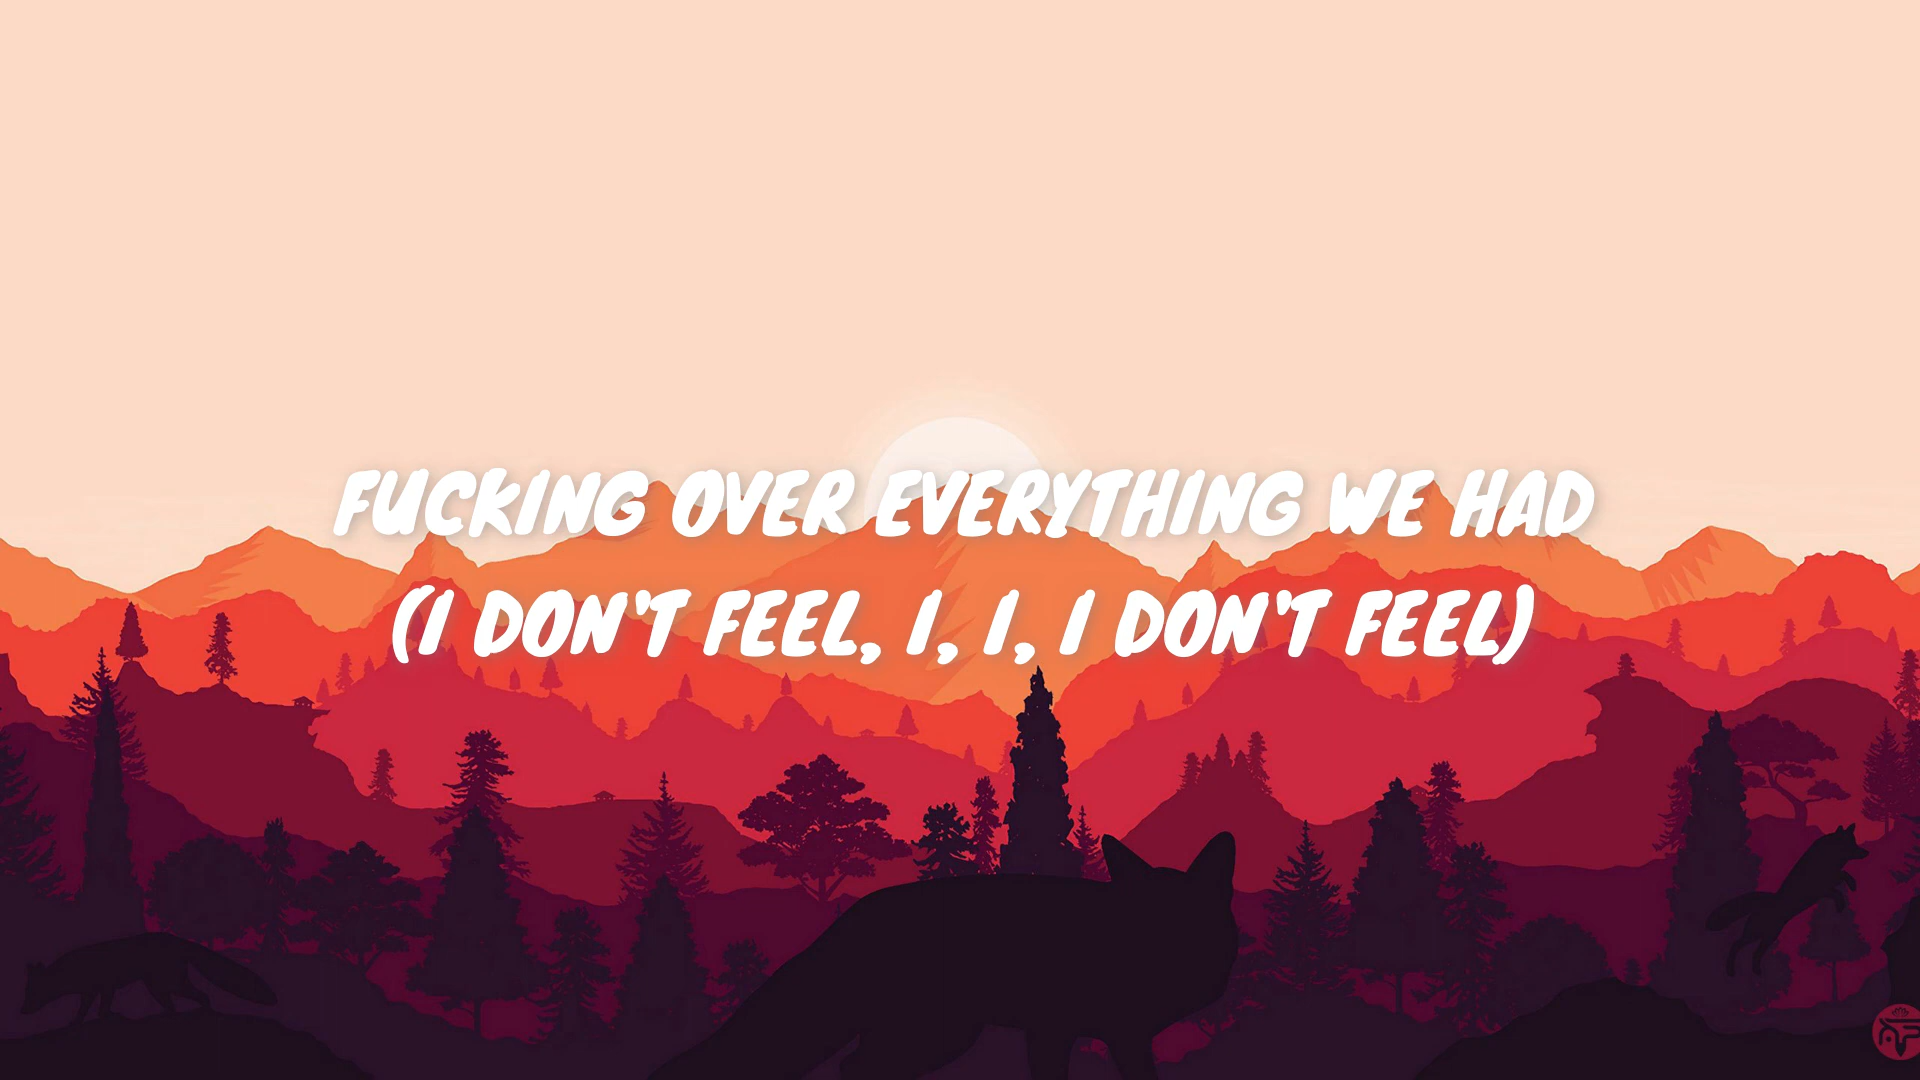 FUCKING OVER EVERYTHING WE HAD
(I DON'T FEEL, I, I, I DON'T FEEL)